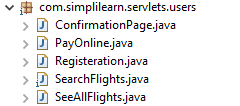 com.simplilearn.servlets.users
ConfirmationPage.java
PayOnline.java
Registeration.java
SearchFlights.java
SeeAllFlights.java